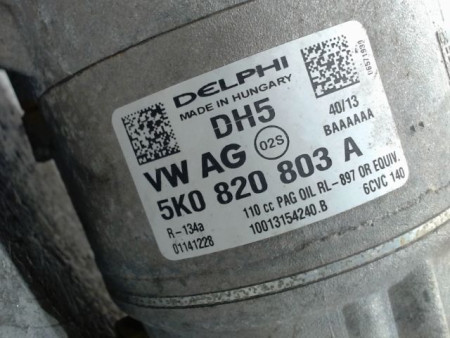 DELPHI
MADE IN HUNGARY
DH5
40/13
BAAAAAA
VW AG 02S
5K0 820 803 A
R-134a
110 cc PAG OIL RL-897 OR EQUIV.
01141228
10013154240.B
6CVC 140